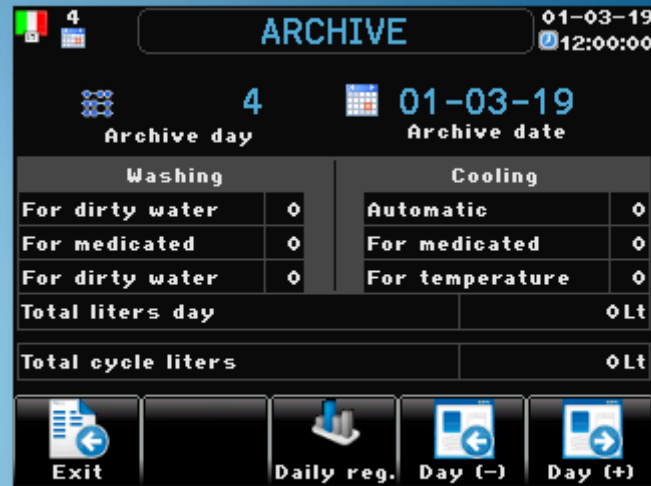 4
ARCHIVE
01-03-19
12:00:00
4
01-03-19
Archive day
Archive date
Washing
Cooling
For dirty water 0
Automatic 0
For medicated 0
For medicated 0
For dirty water 0
For temperature 0
Total liters day 0Lt
Total cycle liters 0Lt
Exit
Daily reg.
Day (-)
Day (+)